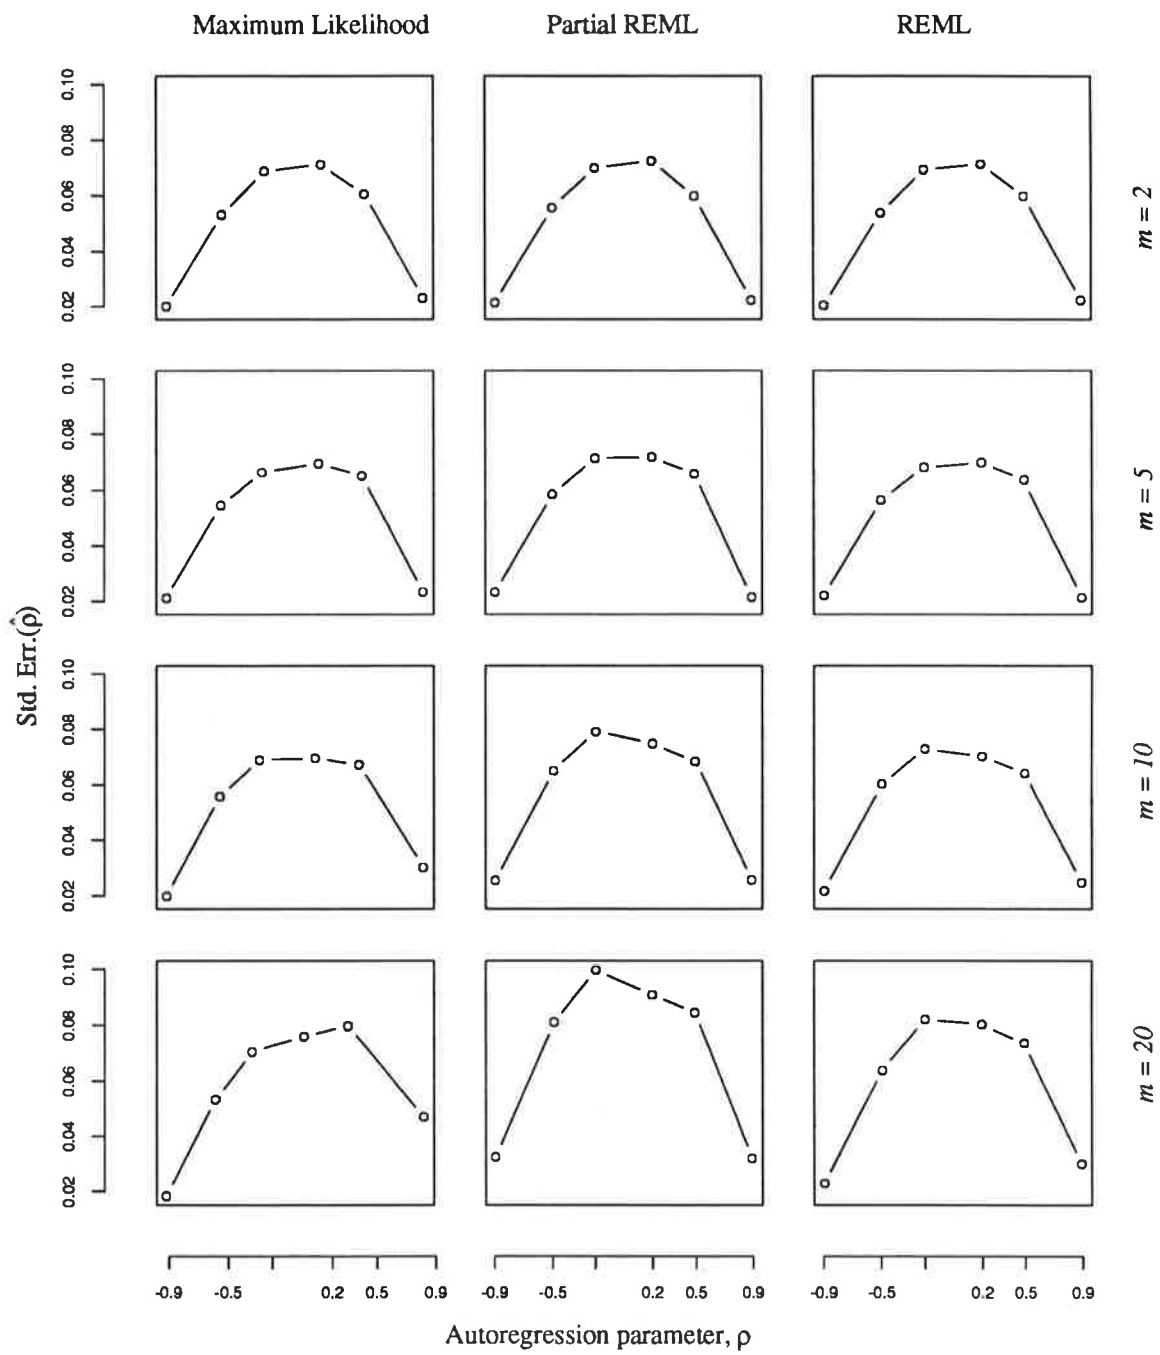 Maximum Likelihood Partial REML REML
0.10
0.08
0.06
0.04
0.02
m = 2
0.10
0.08
0.06
0.04
0.02
m = 5
Std. Err.(ρ̂)
0.10
0.08
0.06
0.04
0.02
m = 10
0.10
0.08
0.06
0.04
0.02
m = 20
-0.9 -0.5 0.2 0.5 0.9 -0.9 -0.5 0.2 0.5 0.9 -0.9 -0.5 0.2 0.5 0.9
Autoregression parameter, ρ